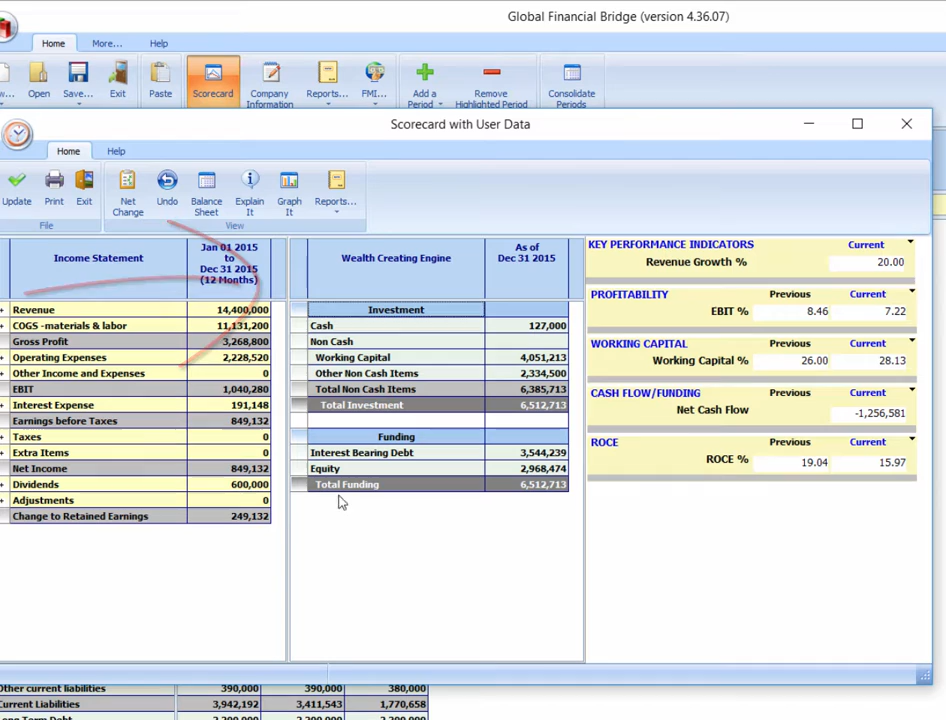 Global Financial Bridge (version 4.36.07)
Home More... Help
w... Open Save... Exit Paste Scorecard Company Information Reports... FMI... Add a Period Remove Highlighted Period Consolidate Periods
Scorecard with User Data
Home Help
Update Print Exit Net Change Undo Balance Sheet Explain It Graph It Reports...
File View
Income Statement Jan 01 2015 to Dec 31 2015 (12 Months)
Revenue 14,400,000
COGS -materials & labor 11,131,200
Gross Profit 3,268,800
Operating Expenses 2,228,520
Other Income and Expenses 0
EBIT 1,040,280
Interest Expense 191,148
Earnings before Taxes 849,132
Taxes 0
Extra Items 0
Net Income 849,132
Dividends 600,000
Adjustments 0
Change to Retained Earnings 249,132
Wealth Creating Engine As of Dec 31 2015
Investment
Cash 127,000
Non Cash
Working Capital 4,051,213
Other Non Cash Items 2,334,500
Total Non Cash Items 6,385,713
Total Investment 6,512,713
Funding
Interest Bearing Debt 3,544,239
Equity 2,968,474
Total Funding 6,512,713
KEY PERFORMANCE INDICATORS Current
Revenue Growth % 20.00
PROFITABILITY Previous Current
EBIT % 8.46 7.22
WORKING CAPITAL Previous Current
Working Capital % 26.00 28.13
CASH FLOW/FUNDING Current
Net Cash Flow -1,256,581
ROCE Previous Current
ROCE % 19.04 15.97
Other current liabilities 390,000 390,000 380,000
Current Liabilities 3,942,192 3,411,543 1,770,658
Long Term Debt 2,200,000 2,200,000 2,200,000